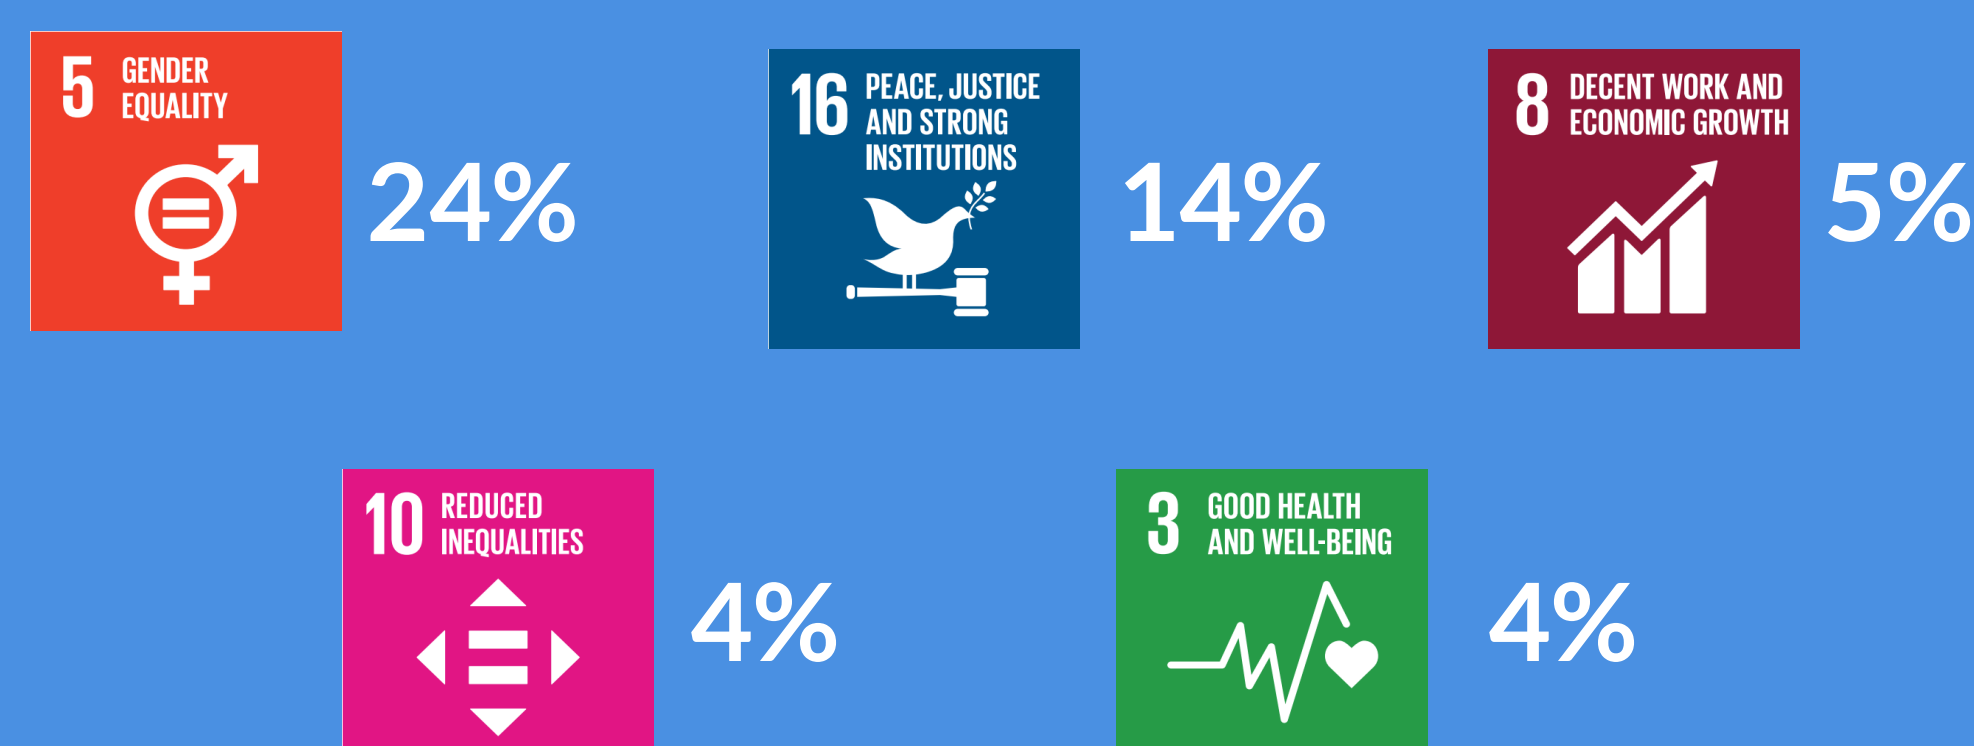 5 GENDER
EQUALITY
24%
16 PEACE, JUSTICE
AND STRONG
INSTITUTIONS
14%
8 DECENT WORK AND
ECONOMIC GROWTH
5%
10 REDUCED
INEQUALITIES
4%
3 GOOD HEALTH
AND WELL-BEING
4%